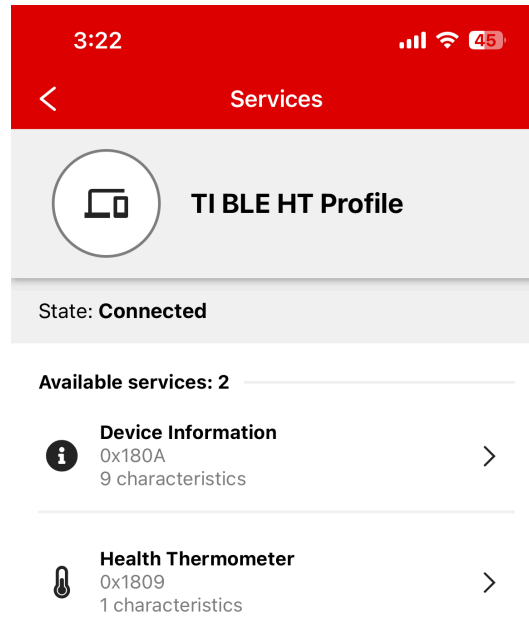 3:22
45
Services
TI BLE HT Profile
State: Connected
Available services: 2
Device Information
0x180A
9 characteristics
Health Thermometer
0x1809
1 characteristics